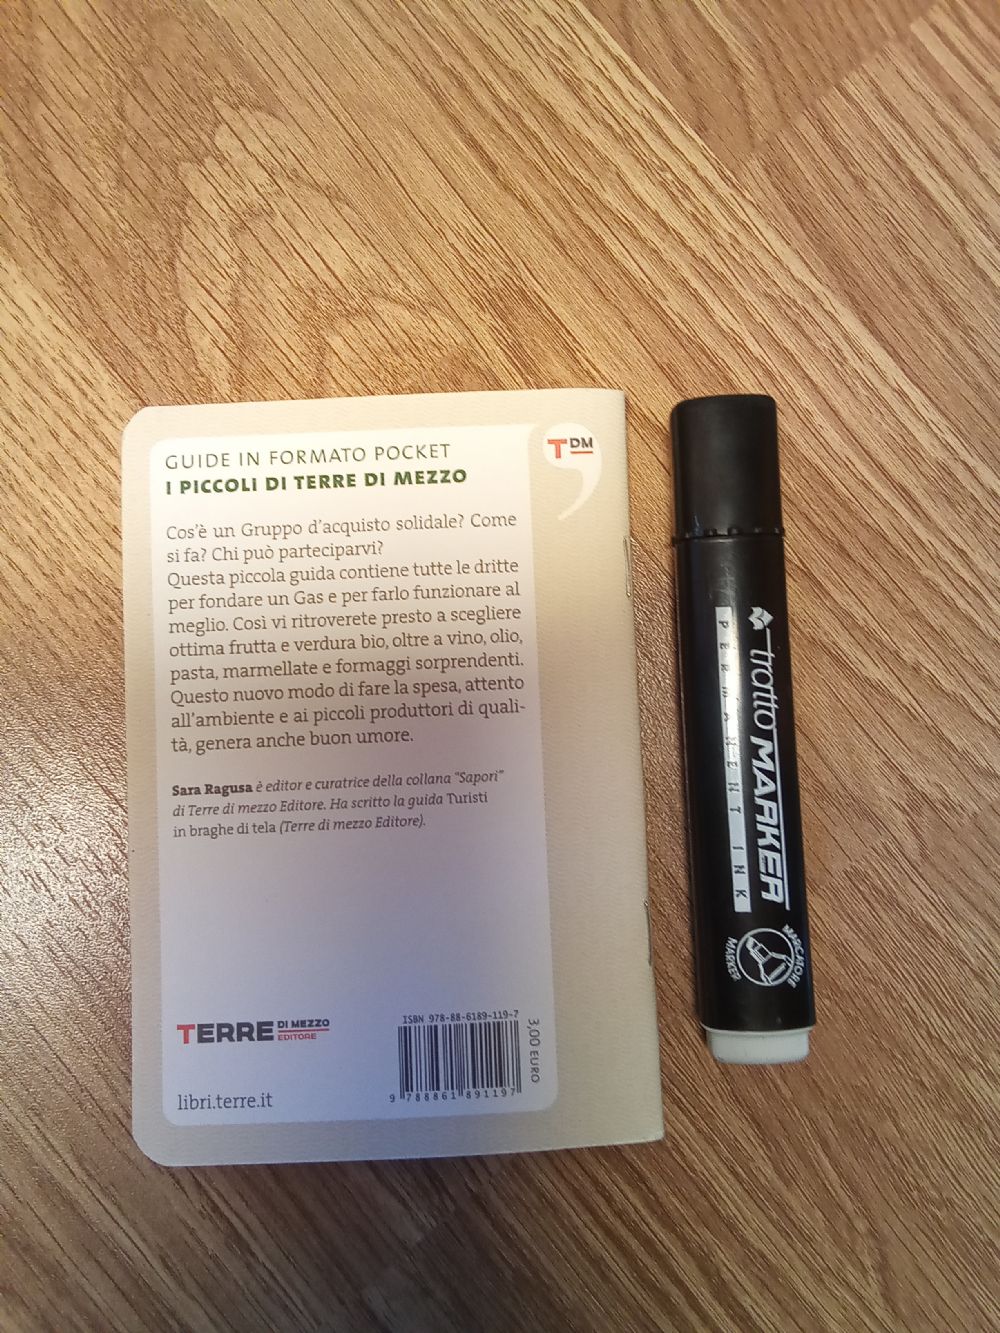 GUIDE IN FORMATO POCKET
I PICCOLI DI TERRE DI MEZZO
TDM
Cos'è un Gruppo d'acquisto solidale? Come
si fa? Chi può parteciparvi?
Questa piccola guida contiene tutte le dritte
per fondare un Gas e per farlo funzionare al
meglio. Così vi ritroverete presto a scegliere
ottima frutta e verdura bio, oltre a vino, olio,
pasta, marmellate e formaggi sorprendenti.
Questo nuovo modo di fare la spesa, attento
all'ambiente e ai piccoli produttori di quali-
tà, genera anche buon umore.
Sara Ragusa è editor e curatrice della collana "Sapori"
di Terre di mezzo Editore. Ha scritto la guida Turisti
in braghe di tela (Terre di mezzo Editore).
TERRE DI MEZZO
EDITORE
libri.terre.it
ISBN 978-88-6189-119-7
9 788861 891197
3,00 EURO
tratto MARKER
PERMANENT INK
MARCATORE
MARKER